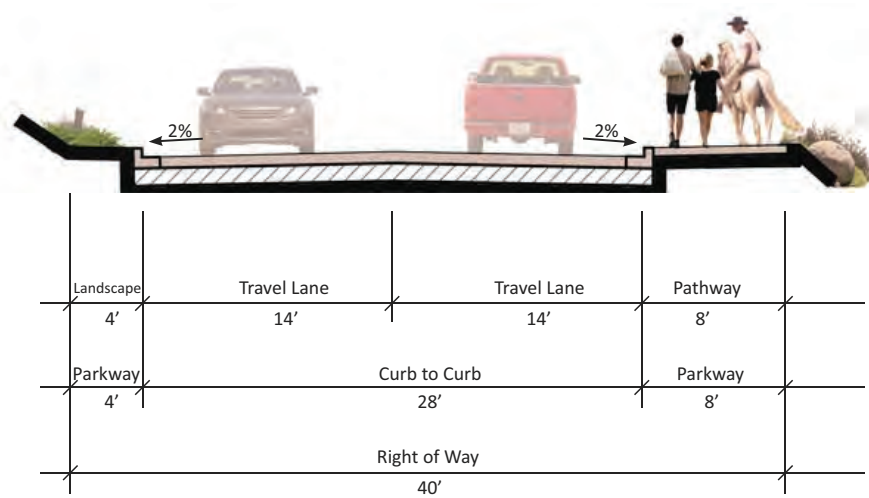 2% 2%
Landscape Travel Lane Travel Lane Pathway
4’ 14’ 14’ 8’
Parkway Curb to Curb Parkway
4’ 28’ 8’
Right of Way
40’